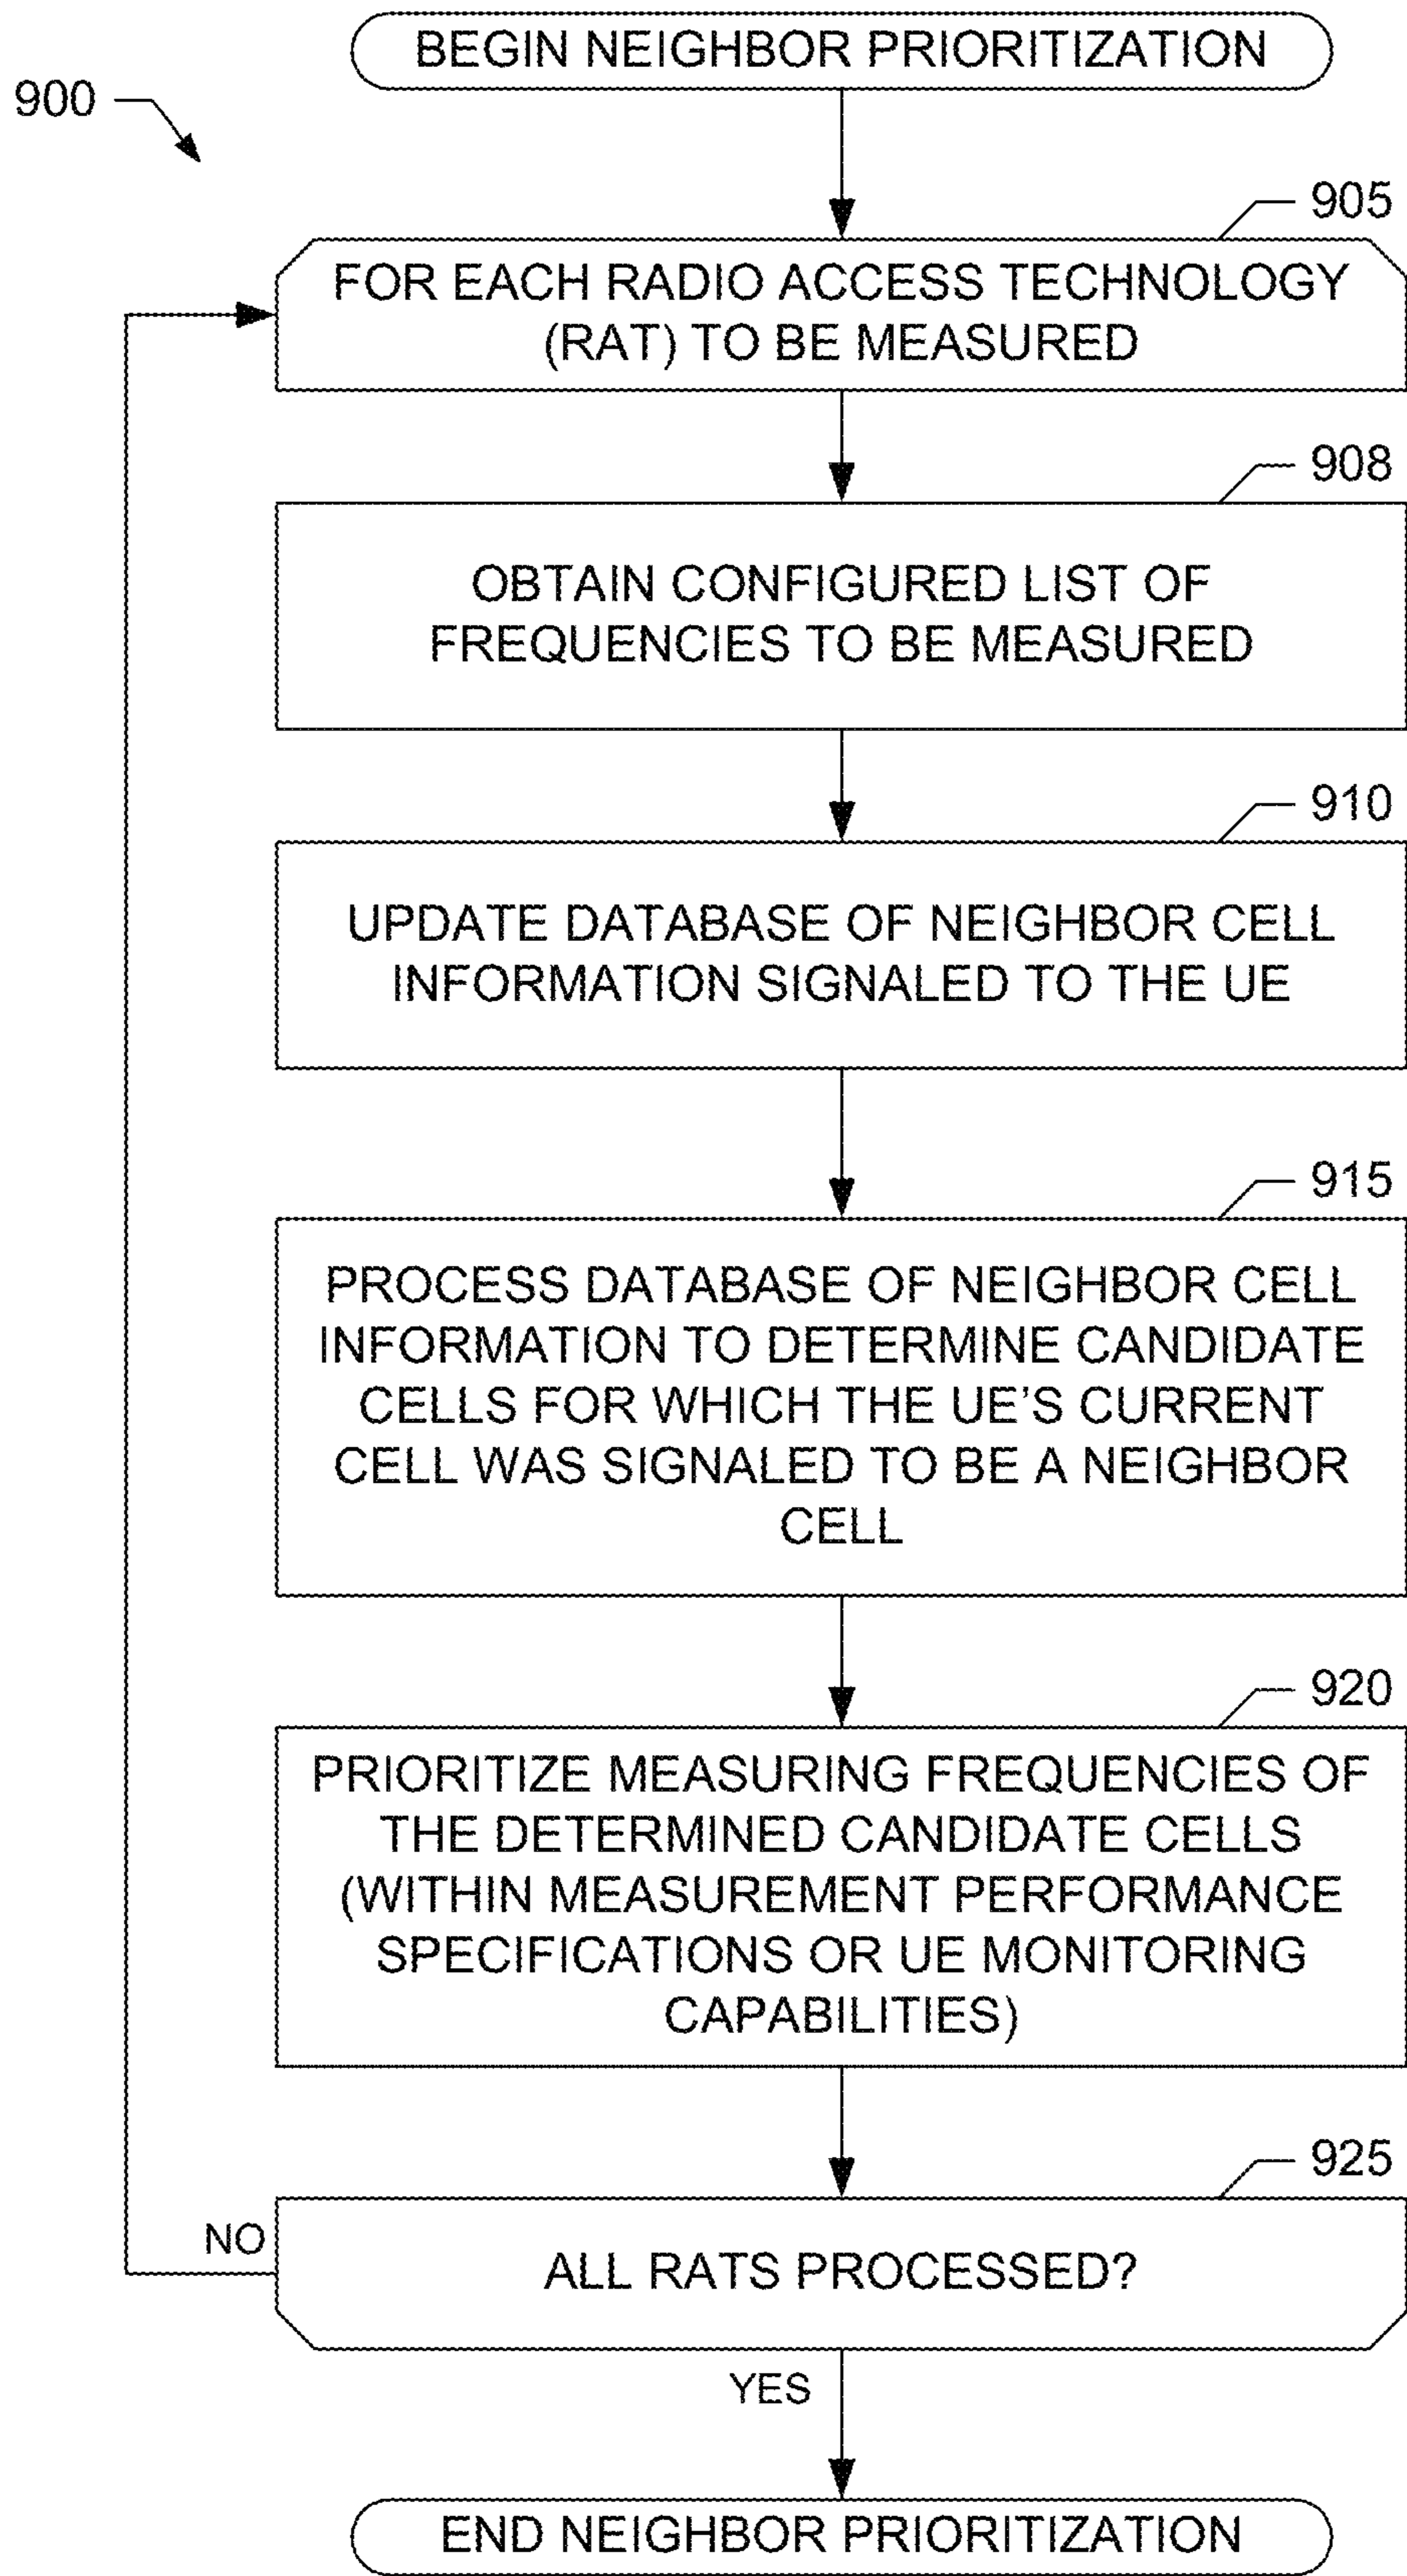 BEGIN NEIGHBOR PRIORITIZATION
900
905
FOR EACH RADIO ACCESS TECHNOLOGY
(RAT) TO BE MEASURED
908
OBTAIN CONFIGURED LIST OF
FREQUENCIES TO BE MEASURED
910
UPDATE DATABASE OF NEIGHBOR CELL
INFORMATION SIGNALED TO THE UE
915
PROCESS DATABASE OF NEIGHBOR CELL
INFORMATION TO DETERMINE CANDIDATE
CELLS FOR WHICH THE UE'S CURRENT
CELL WAS SIGNALED TO BE A NEIGHBOR
CELL
920
PRIORITIZE MEASURING FREQUENCIES OF
THE DETERMINED CANDIDATE CELLS
(WITHIN MEASUREMENT PERFORMANCE
SPECIFICATIONS OR UE MONITORING
CAPABILITIES)
925
NO
ALL RATS PROCESSED?
YES
END NEIGHBOR PRIORITIZATION